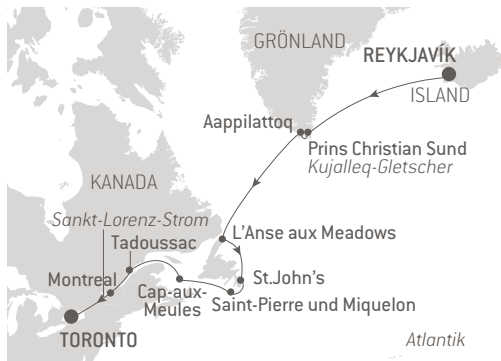 GRÖNLAND
REYKJAVÍK
ISLAND
Aappilattoq
Prins Christian Sund
Kujalleq-Gletscher
KANADA
Sankt-Lorenz-Strom
Tadoussac
L'Anse aux Meadows
Montreal
St.John's
Cap-aux-
Meules
Saint-Pierre und Miquelon
TORONTO
Atlantik